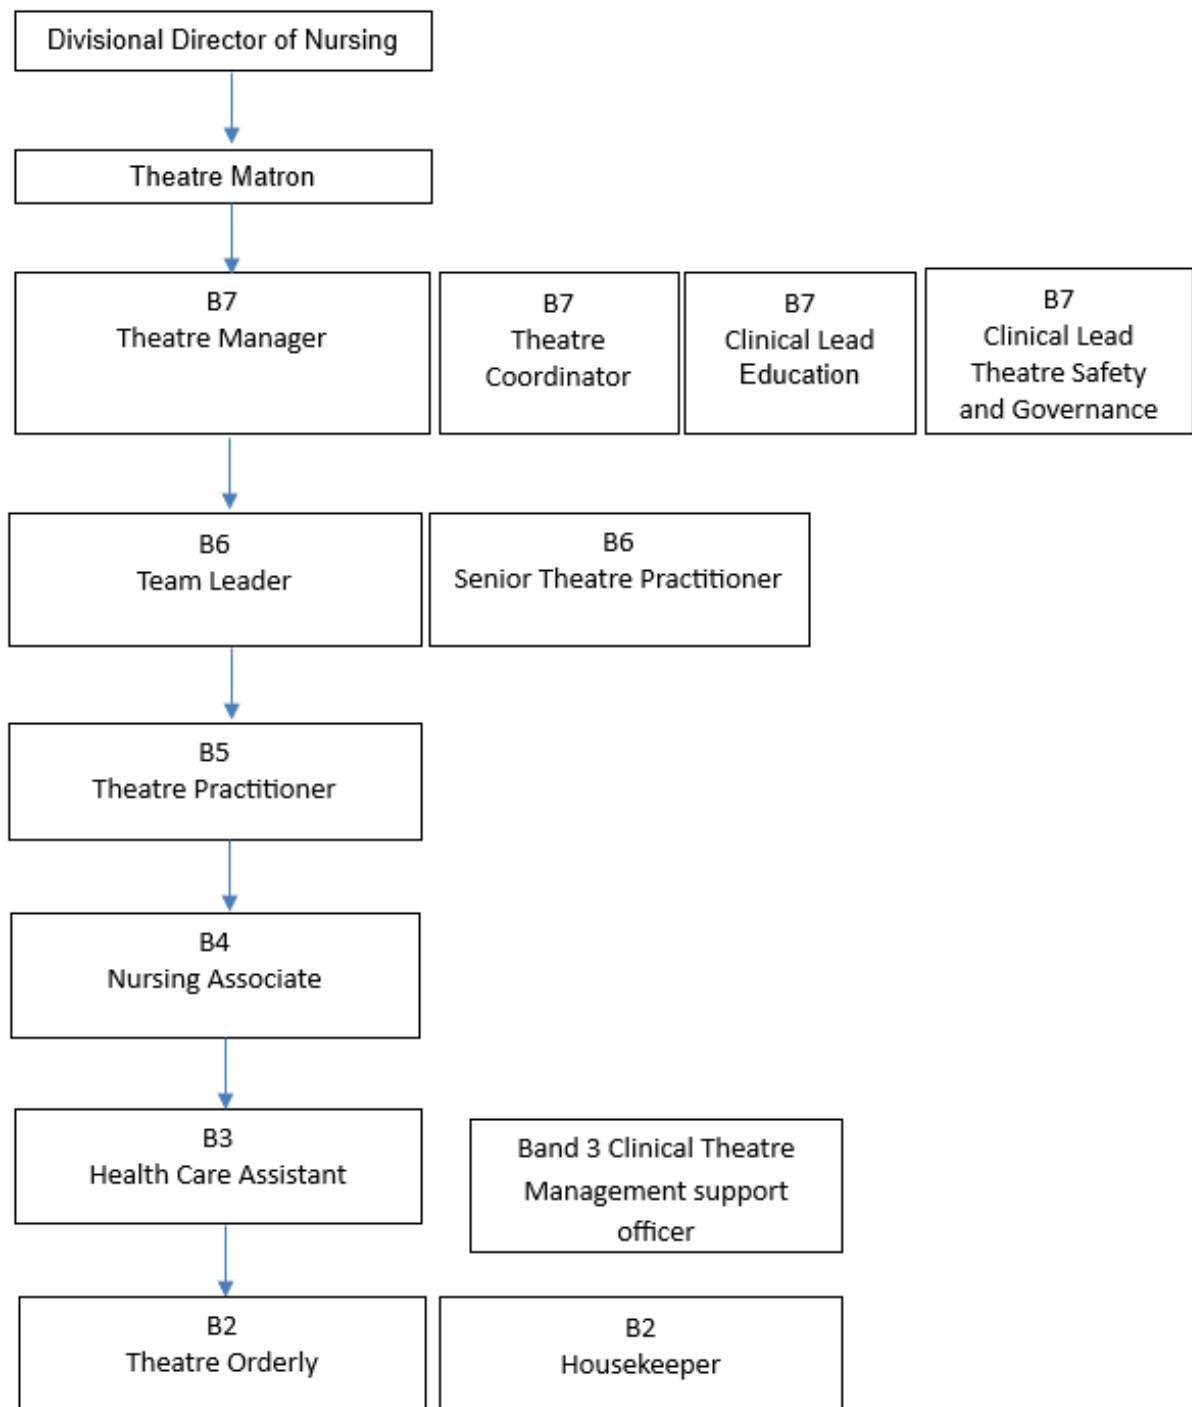 Divisional Director of Nursing
Theatre Matron
B7
Theatre Manager
B7
Theatre
Coordinator
B7
Clinical Lead
Education
B7
Clinical Lead
Theatre Safety
and Governance
B6
Team Leader
B6
Senior Theatre Practitioner
B5
Theatre Practitioner
B4
Nursing Associate
B3
Health Care Assistant
Band 3 Clinical Theatre
Management support
officer
B2
Theatre Orderly
B2
Housekeeper